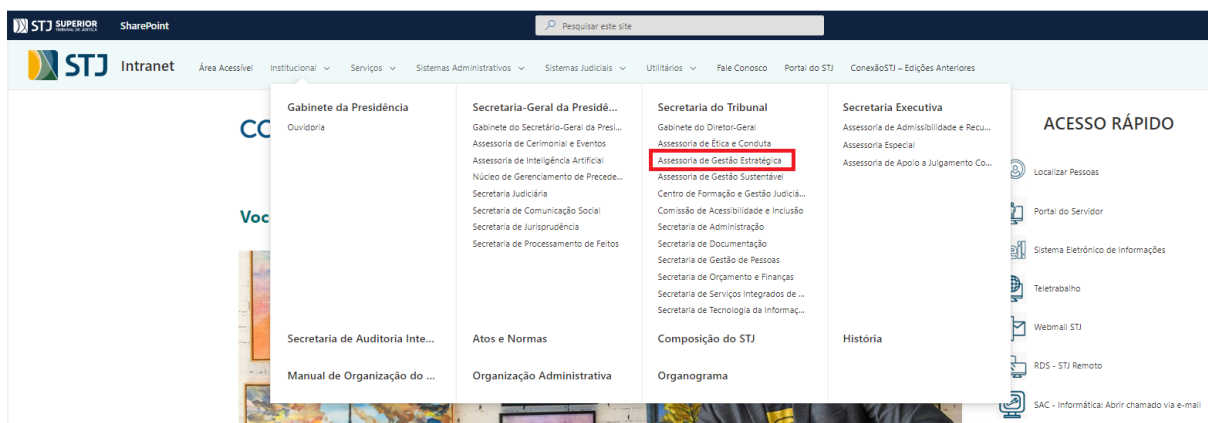 STJ SUPERIOR TRIBUNAL DE JUSTIÇA SharePoint Pesquisar este site
STJ Intranet Área Acessível Institucional Serviços Sistemas Administrativos Sistemas Judiciais Utilitários Fale Conosco Portal do STJ ConexãoSTJ – Edições Anteriores
CO
Voc
Gabinete da Presidência
Ouvidoria
Secretaria-Geral da Presidê...
Gabinete do Secretário-Geral da Presi...
Assessoria de Cerimonial e Eventos
Assessoria de Inteligência Artificial
Núcleo de Gerenciamento de Precede...
Secretaria Judiciária
Secretaria de Comunicação Social
Secretaria de Jurisprudência
Secretaria de Processamento de Feitos
Secretaria do Tribunal
Gabinete do Diretor-Geral
Assessoria de Ética e Conduta
Assessoria de Gestão Estratégica
Assessoria de Gestão Sustentável
Centro de Formação e Gestão Judiciá...
Comissão de Acessibilidade e Inclusão
Secretaria de Administração
Secretaria de Documentação
Secretaria de Gestão de Pessoas
Secretaria de Orçamento e Finanças
Secretaria de Serviços Integrados de ...
Secretaria de Tecnologia da Informaç...
Secretaria Executiva
Assessoria de Admissibilidade e Recu...
Assessoria Especial
Assessoria de Apoio a Julgamento Co...
Secretaria de Auditoria Inte...
Atos e Normas
Composição do STJ
História
Manual de Organização do ...
Organização Administrativa
Organograma
ACESSO RÁPIDO
Localizar Pessoas
Portal do Servidor
Sistema Eletrônico de Informações
Teletrabalho
Webmail STJ
RDS - STJ Remoto
SAC - Informática: Abrir chamado via e-mail